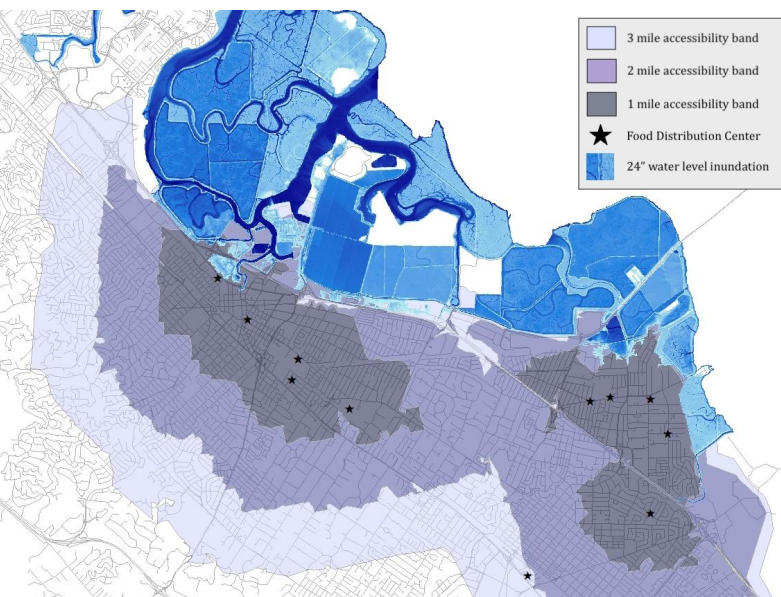 3 mile accessibility band
2 mile accessibility band
1 mile accessibility band
Food Distribution Center
24" water level inundation